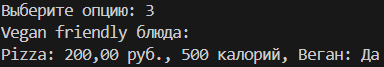 Выберите опцию: 3
Vegan friendly блюда:
Pizza: 200,00 руб., 500 калорий, Веган: Да